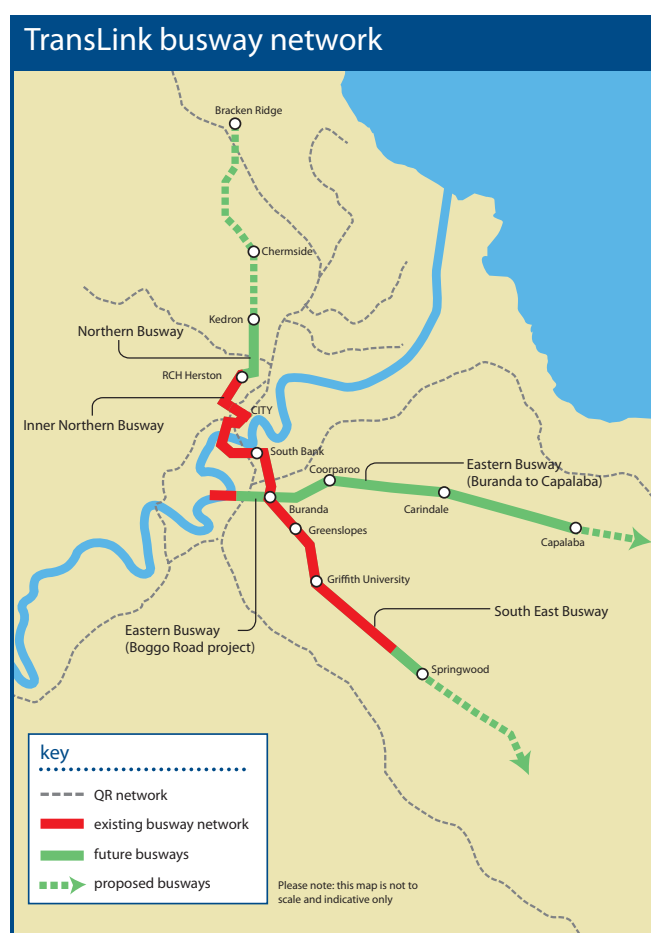 TransLink busway network
Bracken Ridge
Chermside
Kedron
Northern Busway
RCH Herston
CITY
Inner Northern Busway
South Bank
Coorparoo
Eastern Busway
(Buranda to Capalaba)
Buranda
Carindale
Greenslopes
Capalaba
Griffith University
South East Busway
Eastern Busway
(Boggo Road project)
Springwood
key
QR network
existing busway network
future busways
proposed busways
Please note: this map is not to
scale and indicative only